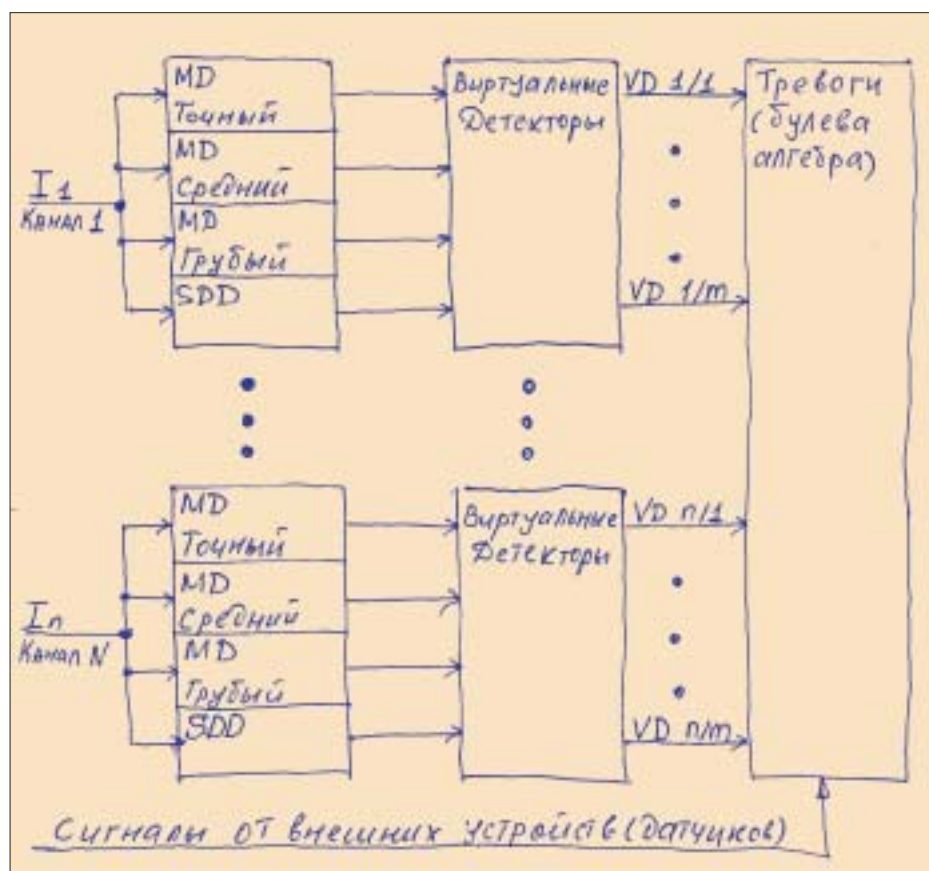 MD
Точный
MD
Средний
MD
Грубый
SDD
I1
Канал 1
Виртуальные
Детекторы
VD 1/1
VD 1/m
Тревоги
(булева
алгебра)
MD
Точный
MD
Средний
MD
Грубый
SDD
In
Канал N
Виртуальные
Детекторы
VD n/1
VD n/m
Сигналы от внешних устройств (датчиков)